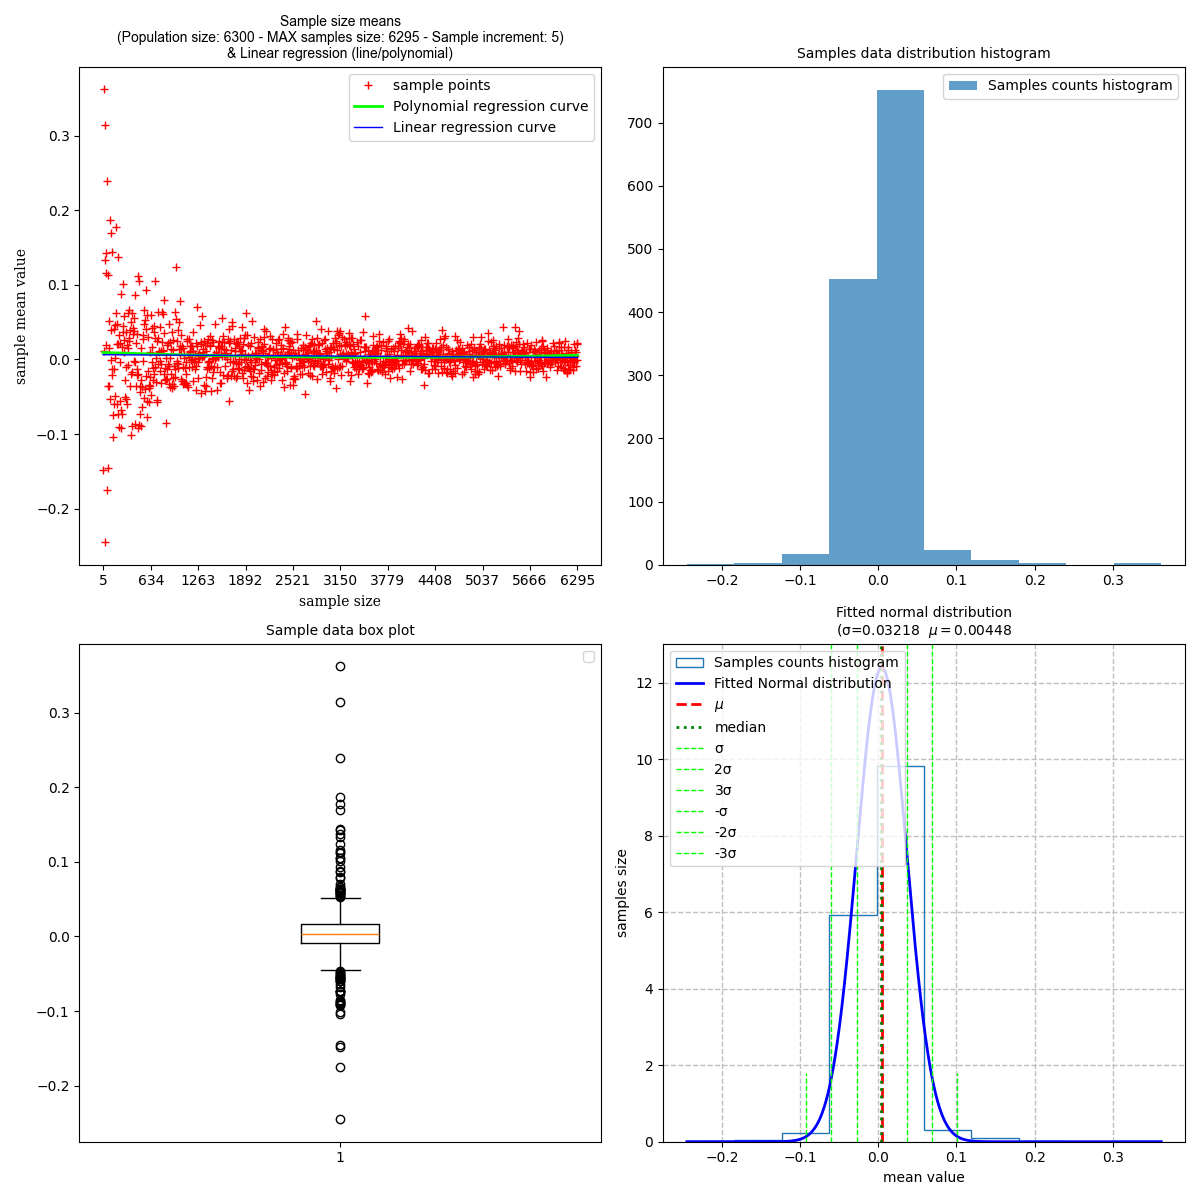 Sample size means
(Population size: 6300 - MAX samples size: 6295 - Sample increment: 5)
& Linear regression (line/polynomial)
sample points
Polynomial regression curve
Linear regression curve
0.3
0.2
0.1
0.0
−0.1
−0.2
sample mean value
5 634 1263 1892 2521 3150 3779 4408 5037 5666 6295
sample size
Samples data distribution histogram
Samples counts histogram
700
600
500
400
300
200
100
0
−0.2 −0.1 0.0 0.1 0.2 0.3
Sample data box plot
0.3
0.2
0.1
0.0
−0.1
−0.2
1
Fitted normal distribution
(σ=0.03218 μ = 0.00448
Samples counts histogram
Fitted Normal distribution
μ
median
σ
2σ
3σ
-σ
-2σ
-3σ
12
10
8
6
4
2
0
samples size
−0.2 −0.1 0.0 0.1 0.2 0.3
mean value